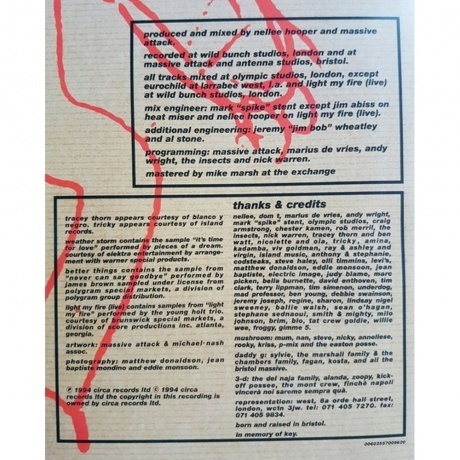 produced and mixed by nellee hooper and massive
attack.
recorded at wild bunch studios, london and at
massive attack and antenna studios, bristol.
all tracks mixed at olympic studios, london, except
eurochild at larrabee west, l.a. and light my fire (live)
at wild bunch studios, london.
mix engineer: mark "spike" stent except jim abiss on
heat miser and nellee hooper on light my fire (live).
additional engineering: jeremy "jim bob" wheatley
and al stone.
programming: massive attack, marius de vries, andy
wright, the insects and nick warren.
mastered by mike marsh at the exchange
tracey thorn appears courtesy of blanco y
negro. tricky appears courtesy of island
records.
weather storm contains the sample "it's time
for love" performed by pieces of a dream.
courtesy of elektra entertainment by arrange-
ment with warner special products.
better things contains the sample from
"never can say goodbye" performed by
james brown and used under license from
polygram special markets, a division of
polygram group distribution.
light my fire (live) contains samples from "light
my fire" performed by the young holt trio.
courtesy of brunswick special markets, a
division of core productions inc. atlanta,
georgia.
artwork: massive attack & michael-nash
assoc.
photography: matthew donaldson, jean
baptiste mondino and eddie monsoon.
℗ 1994 circa records ltd © 1994 circa
records ltd the copyright in this recording is
owned by circa records ltd.
thanks & credits
nellee, dom t, marius de vries, andy wright,
mark "spike" stent, olympic studios, craig
armstrong, chester kamen, rob merril, the
insects, nick warren, tracey thorn and ben
watt, nicolette and ola, tricky, amina,
kadamba, viv goldman, ray & ashley and
virgin, island music, anthony & stephanie,
dobsteaks, steve haley, olli timmins, levi's,
matthew donaldson, eddie monsoon, jean
baptiste, electric image, judy blame, marc
picken, bella burnette, david enthoven, tim
clark, terry lippman, tim simenon, underdog,
mad professor, ben young, debbie swainson,
jeremy joseph, regine, sharon, lindsay nigel
sweeney, ballie walsh, sean o'hagan,
stephane sednaoui, smith & mighty, milo
johnson, brim, blo, tat crew goldie, willie
wee, froggy, gimme 5.
mushroom: mum, nan, steve, nicky, anneliese,
rooky, kriss, p-mix and the easton posse.
daddy g: sylvie, the marshall family & the
chambers family, fagan, kosta, and all the
bristol massive.
3-d: the del naja family, alanda, zoopy, kick-
off possee, the mont crew, finchè napoli
vincerà noi saremo sempre quà.
representation: west, 6a orde hall street,
london, wc1n 3jw. tel: 071 405 7270. fax:
071 405 9834.
born and raised in bristol.
in memory of key.